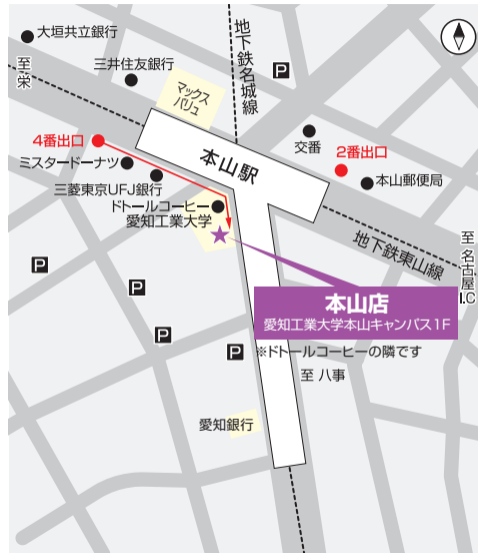 大垣共立銀行
至 栄
三井住友銀行
地下鉄名城線
P
マックス
バリュ
4番出口
ミスタードーナツ
三菱東京UFJ銀行
ドトールコーヒー
愛知工業大学
本山駅
交番
2番出口
本山郵便局
地下鉄東山線
至 名古屋I.C
P
P
P
P
本山店
愛知工業大学本山キャンパス1F
※ドトールコーヒーの隣です
至 八事
愛知銀行